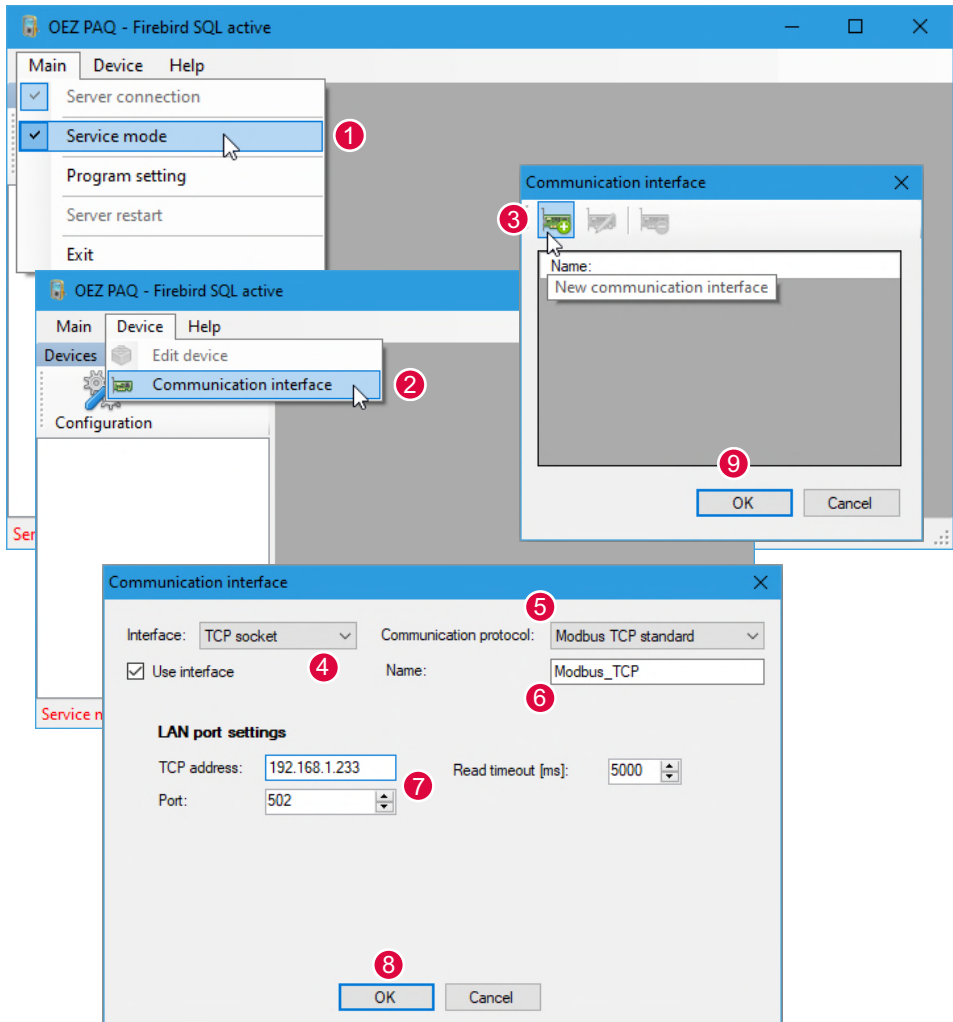 OEZ PAQ - Firebird SQL active
Main Device Help
Server connection
Service mode
1
Program setting
Server restart
Exit
Communication interface
3
Name:
New communication interface
9
OK Cancel
Ser
OEZ PAQ - Firebird SQL active
Main Device Help
Devices
Edit device
Communication interface
2
Configuration
Service n
Communication interface
5
Interface: TCP socket Communication protocol: Modbus TCP standard
4
Use interface Name: Modbus_TCP
6
LAN port settings
TCP address: 192.168.1.233 Read timeout [ms]: 5000
7
Port: 502
8
OK Cancel